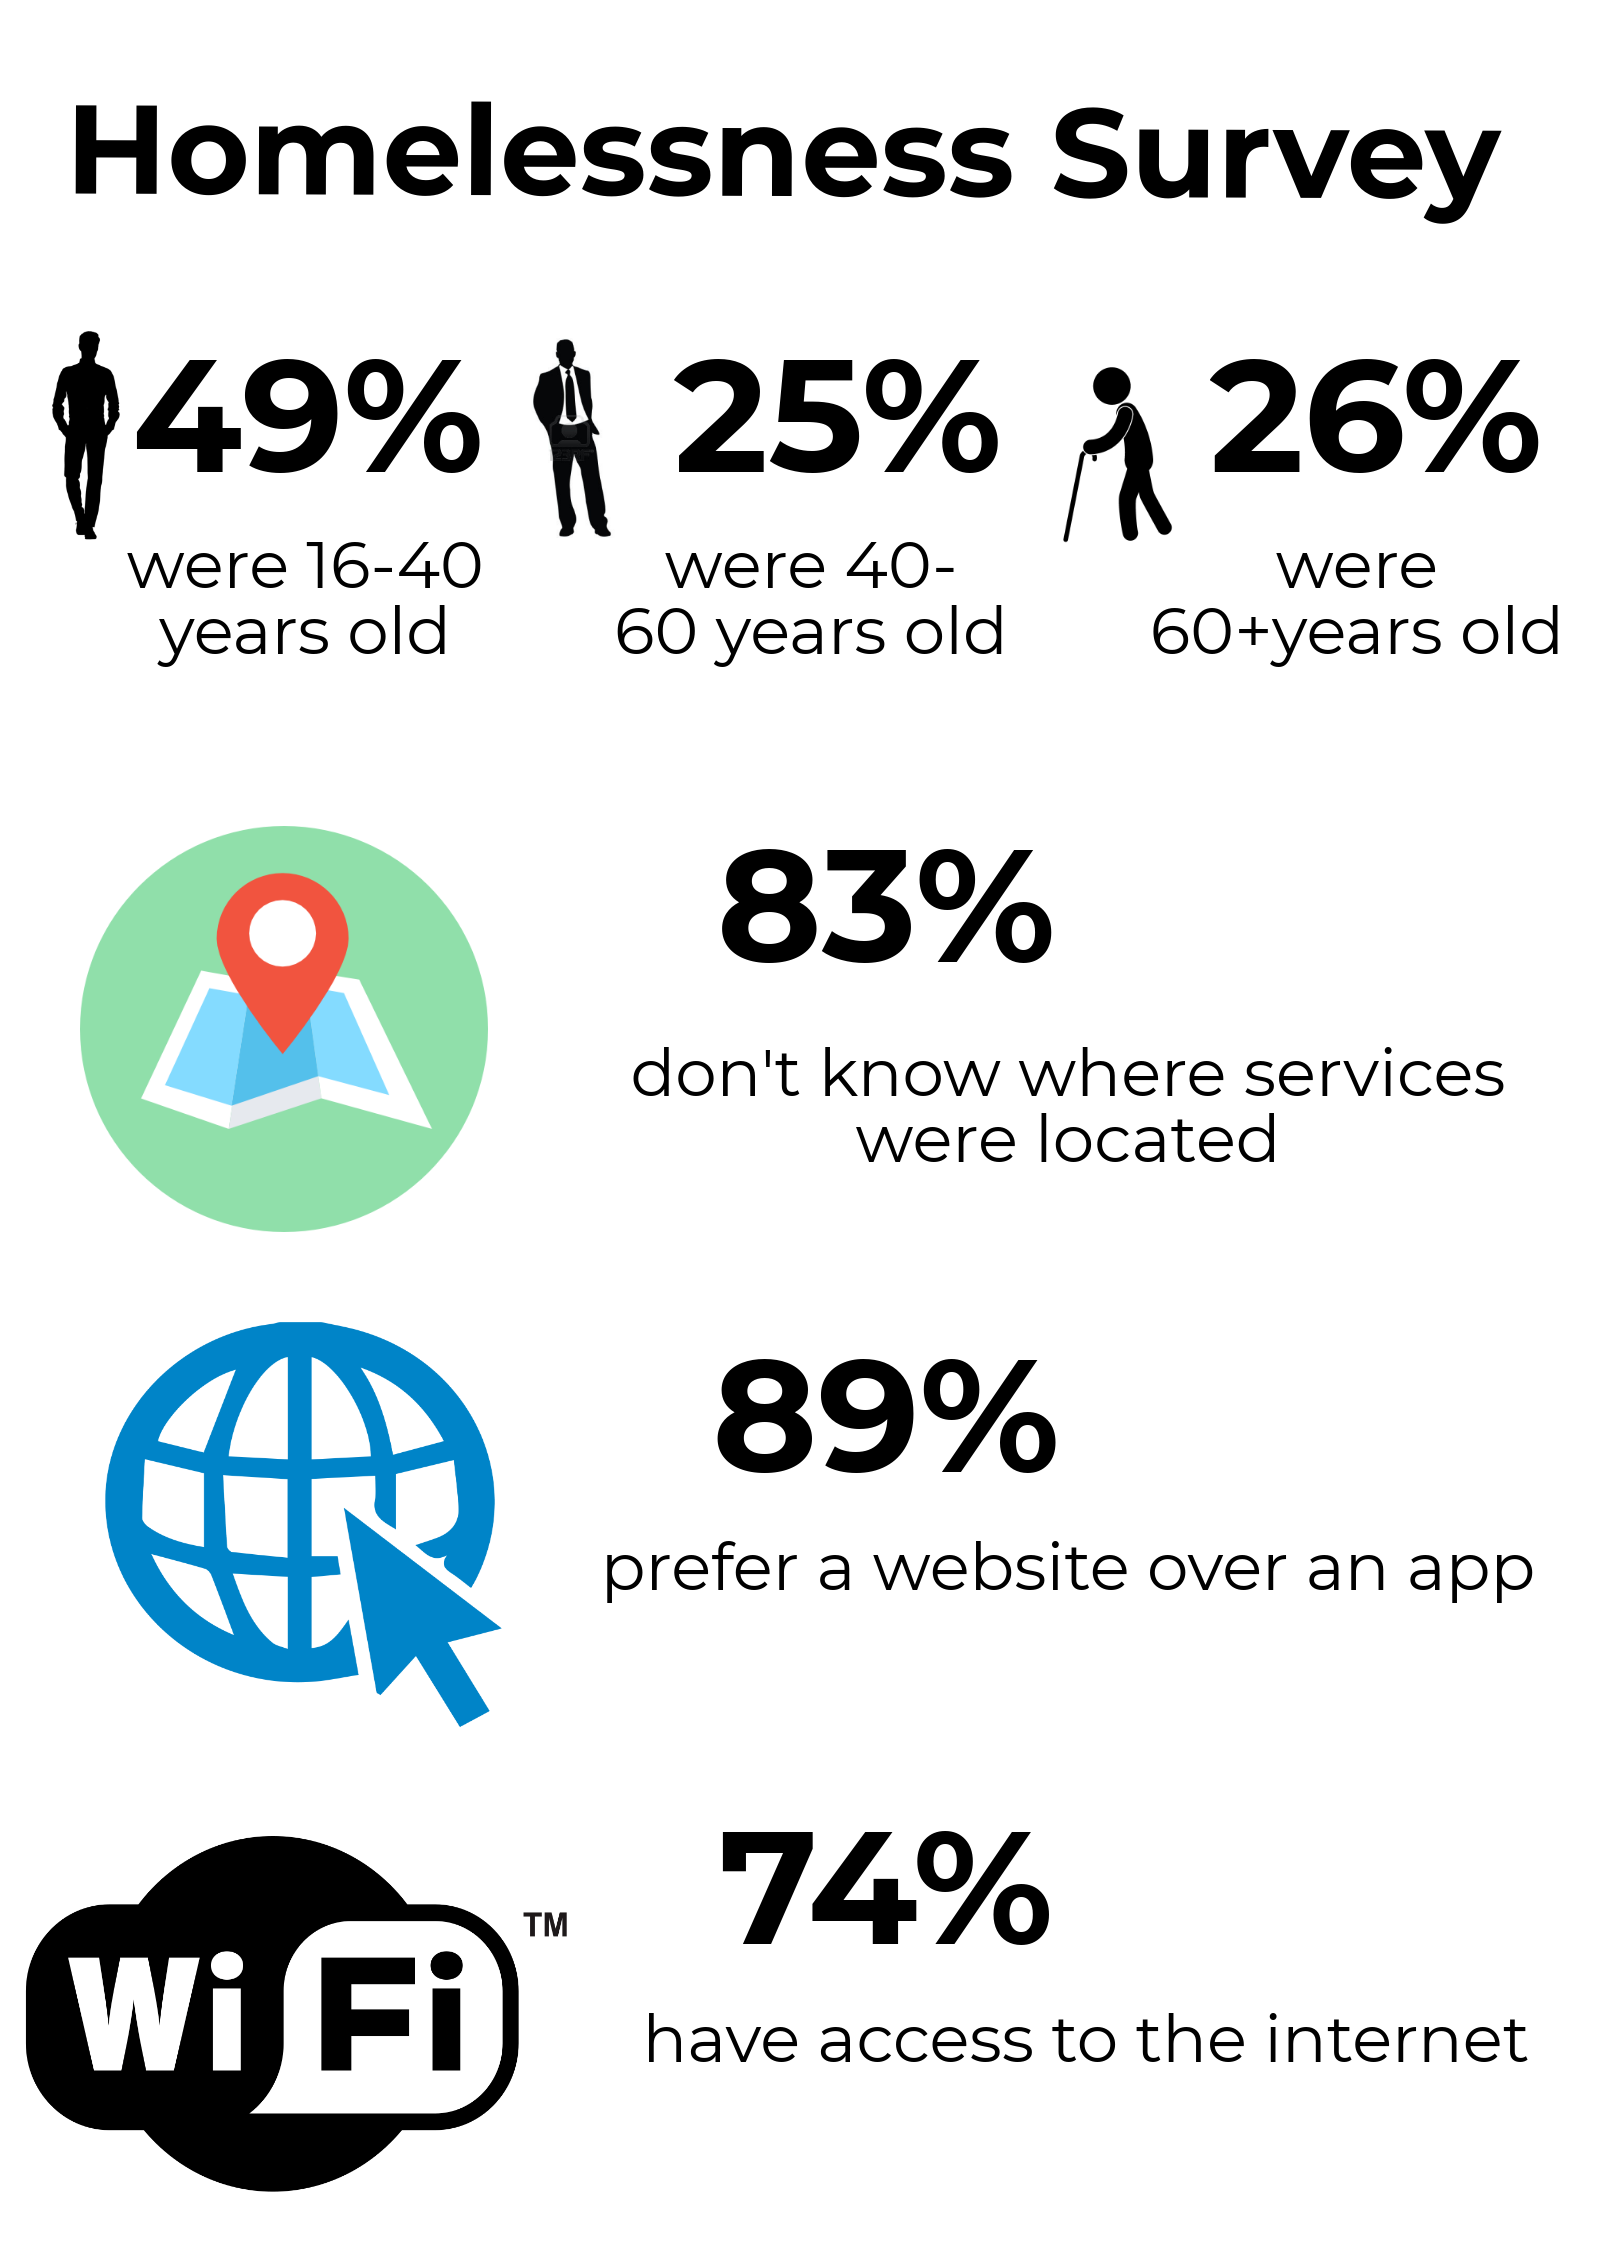 Homelessness Survey
49%
were 16-40
years old
25%
were 40-
60 years old
26%
were
60+years old
83%
don't know where services
were located
89%
prefer a website over an app
74%
have access to the internet
Wi Fi TM